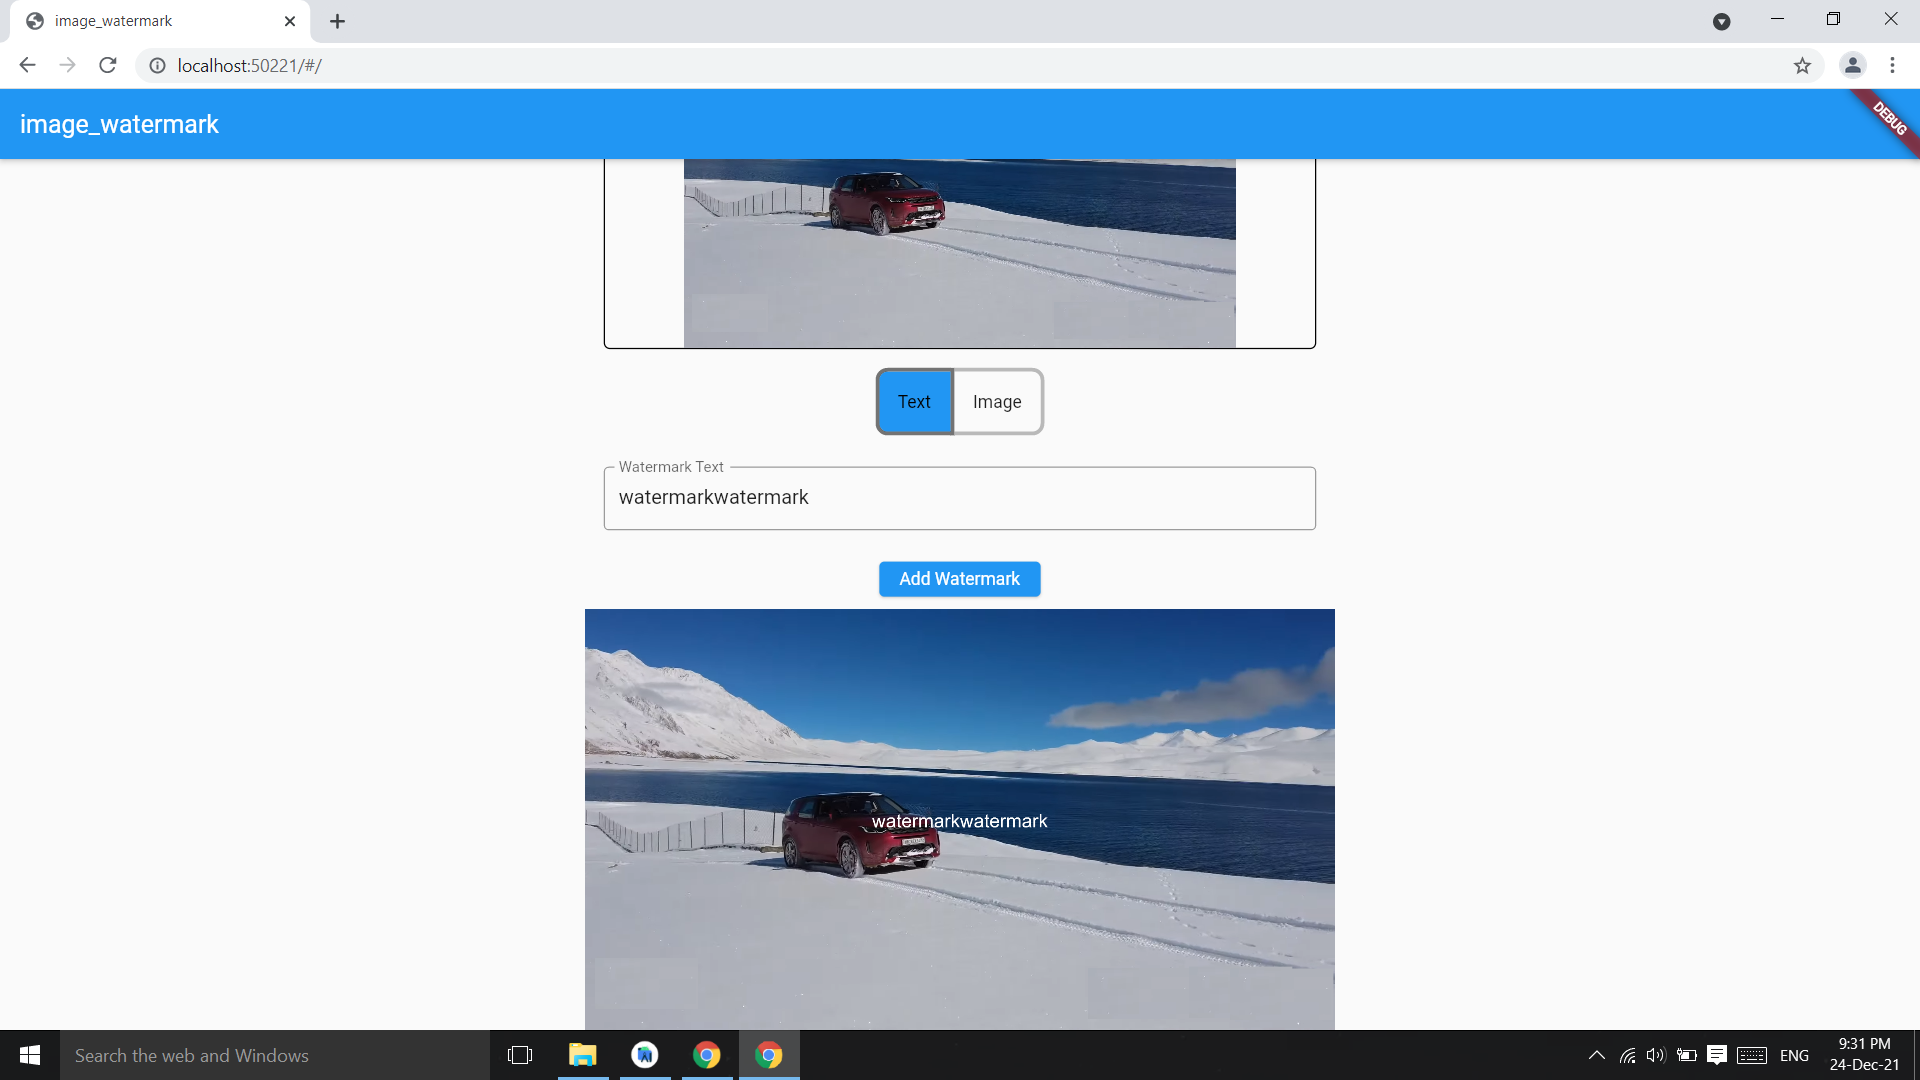 image_watermark
localhost:50221/#/
image_watermark
DEBUG
Text
Image
Watermark Text
watermarkwatermark
Add Watermark
watermarkwatermark
Search the web and Windows
ENG
9:31 PM
24-Dec-21